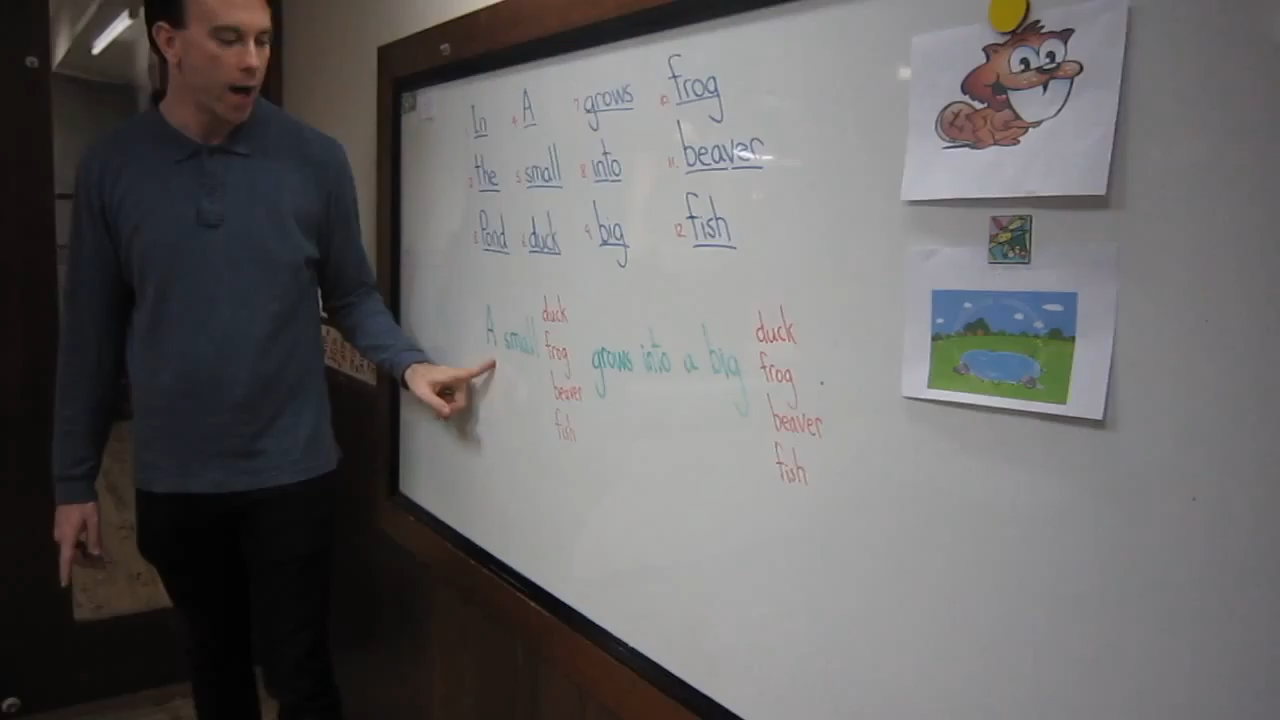 1. In
2. the
3. Pond
4. A
5. small
6. duck
7. grows
8. into
9. big
10. frog
11. beaver
12. fish
A small duck grows into a big duck
frog frog .
beaver beaver
fish fish